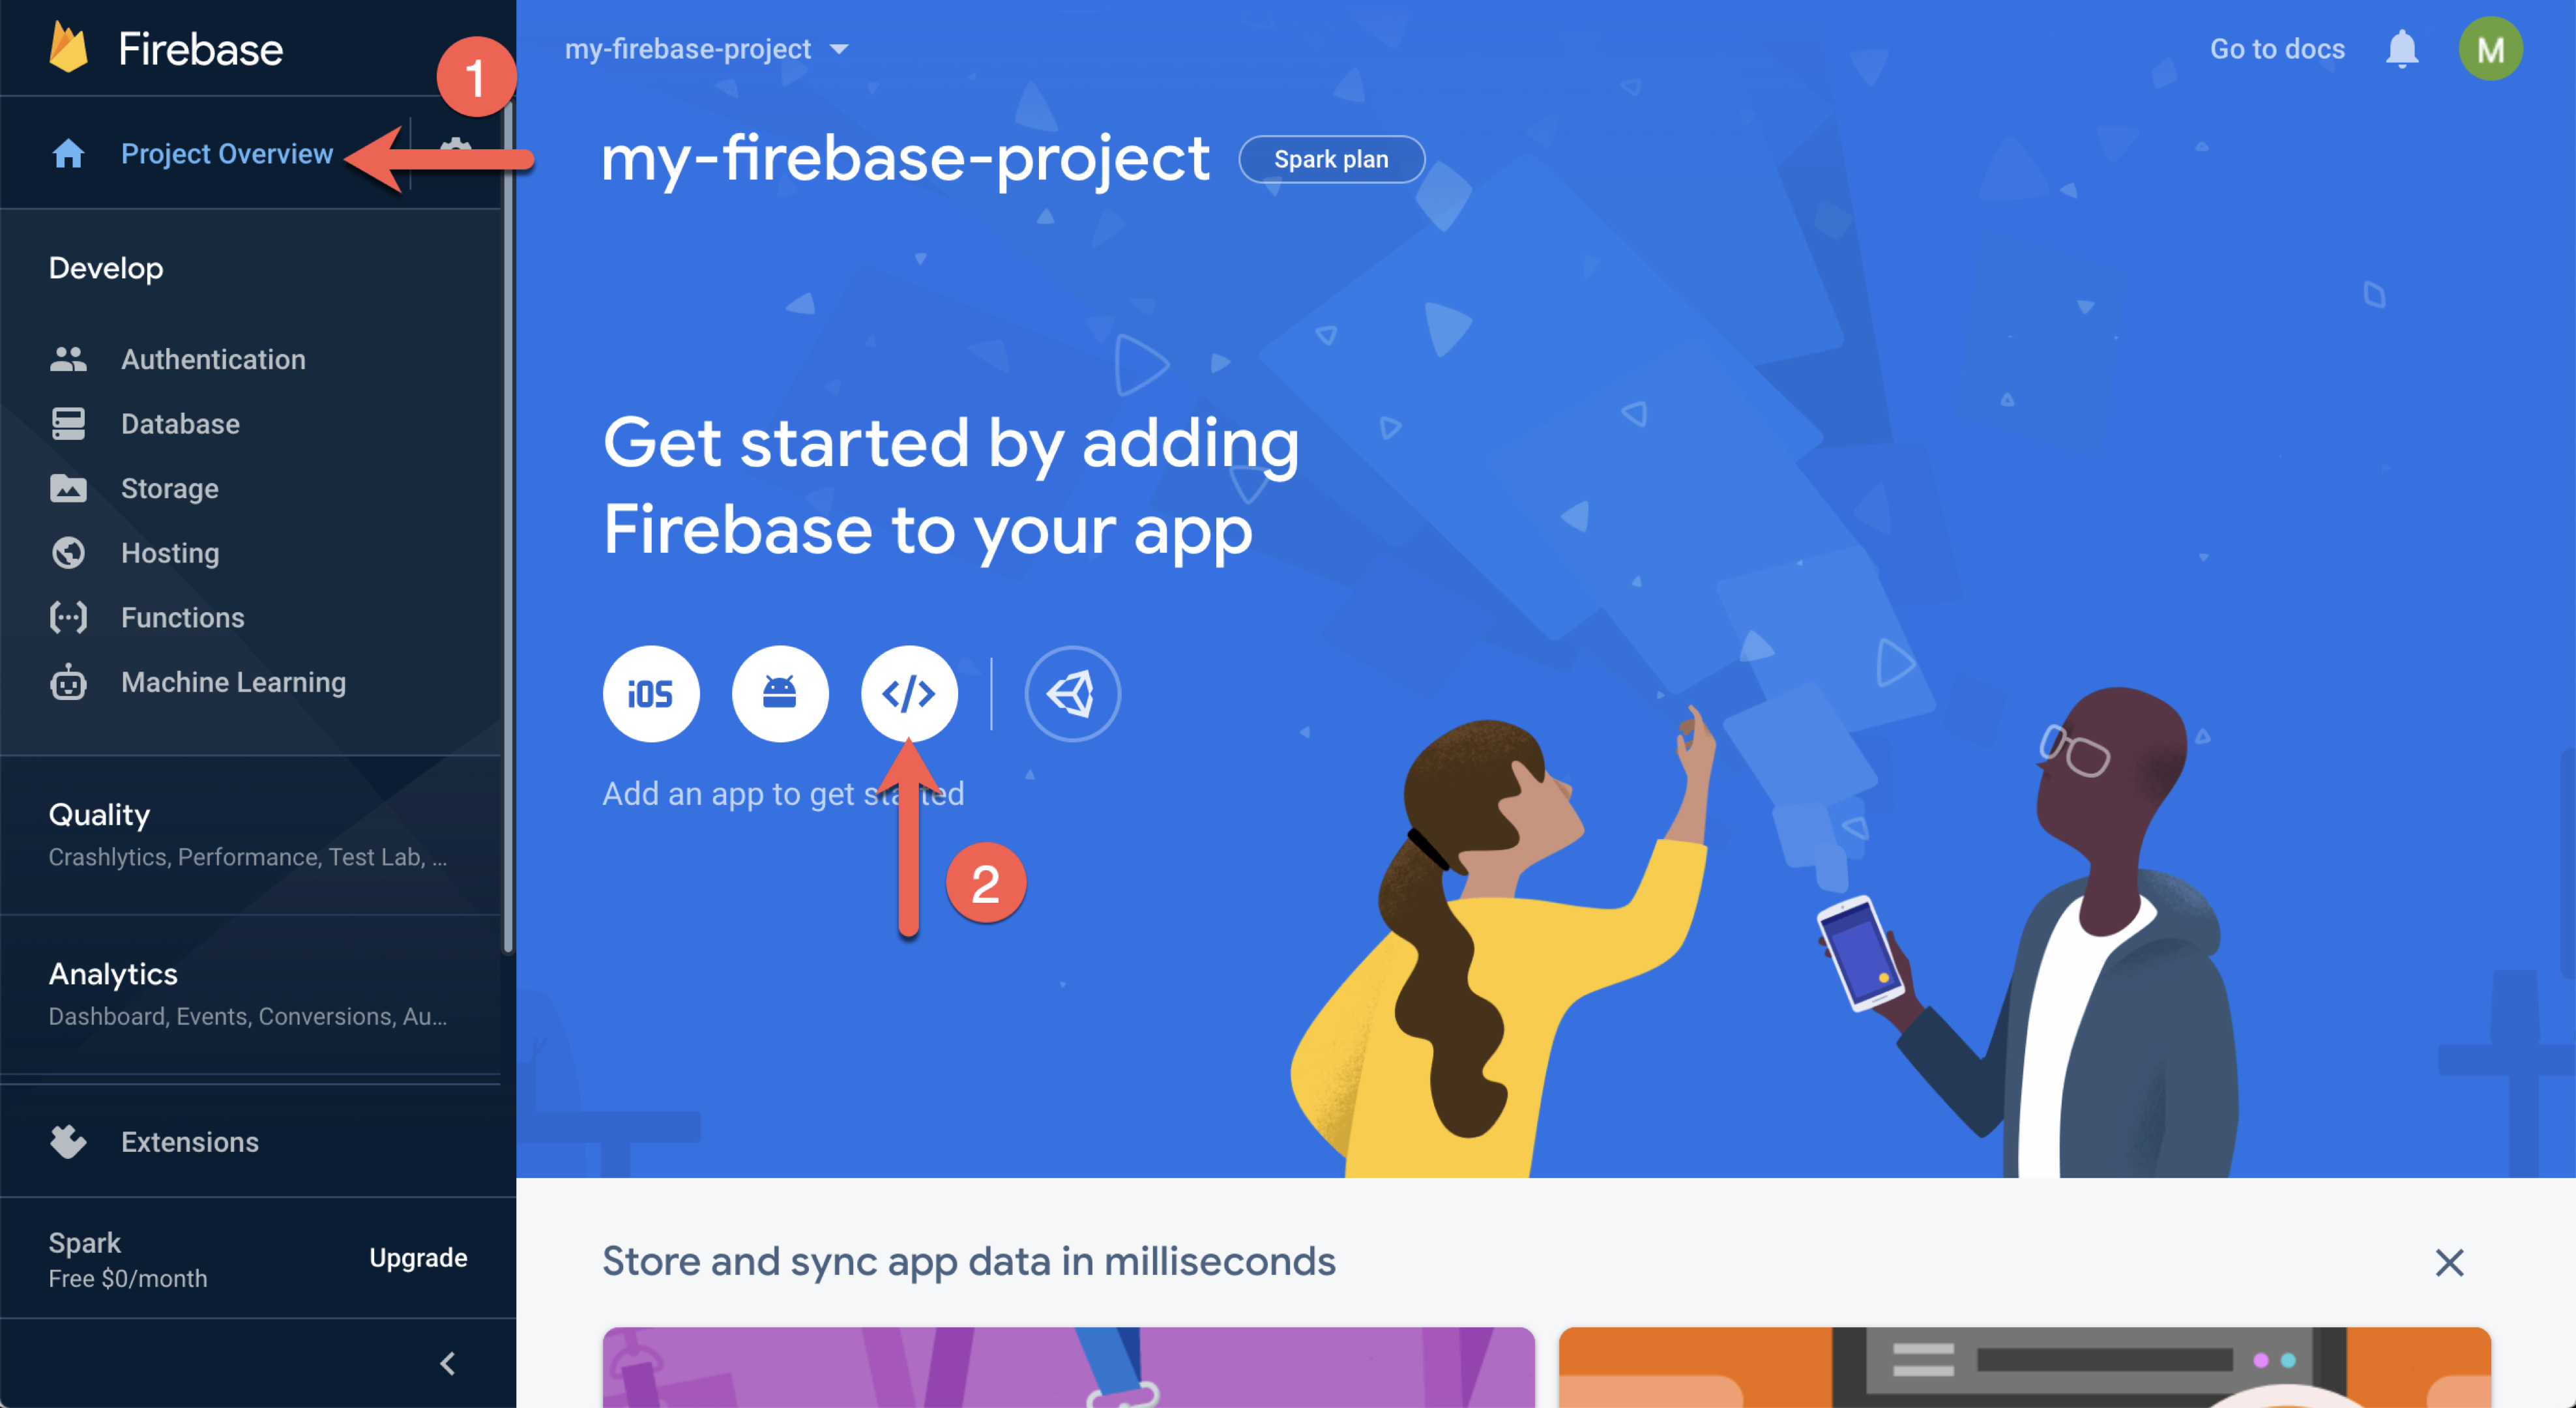 Firebase
1
Project Overview
Develop
Authentication
Database
Storage
Hosting
Functions
Machine Learning
Quality
Crashlytics, Performance, Test Lab, ...
Analytics
Dashboard, Events, Conversions, Au...
Extensions
Spark
Free $0/month
Upgrade
my-firebase-project
Go to docs
M
my-firebase-project
Spark plan
Get started by adding
Firebase to your app
iOS
</>
Add an app to get started
2
Store and sync app data in milliseconds